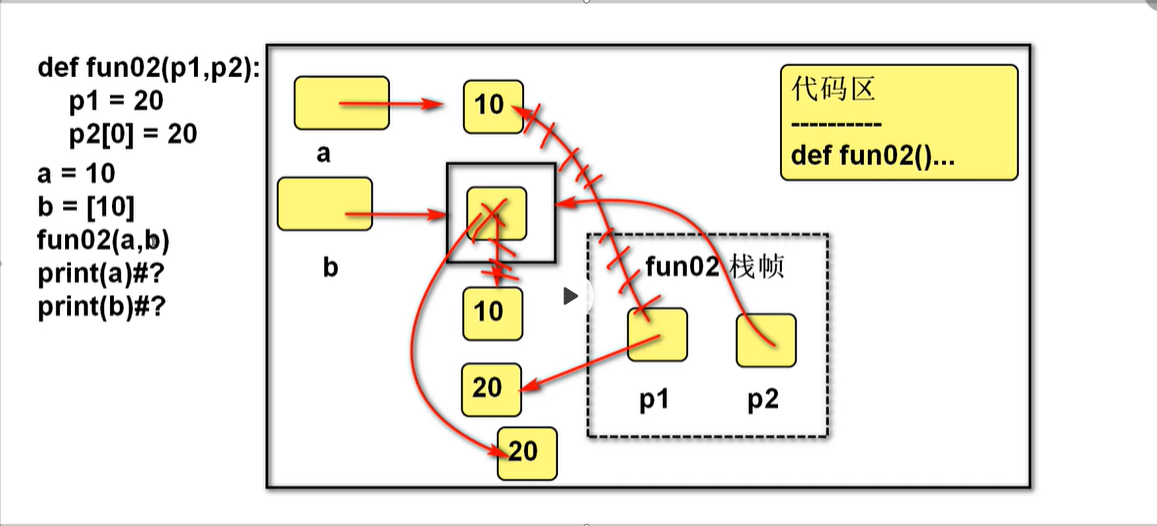 def fun02(p1,p2):
p1 = 20
p2[0] = 20
a = 10
b = [10]
fun02(a,b)
print(a)#?
print(b)#?
10
a
b
10
20
20
代码区
----------
def fun02()...
fun02 栈帧
p1
p2